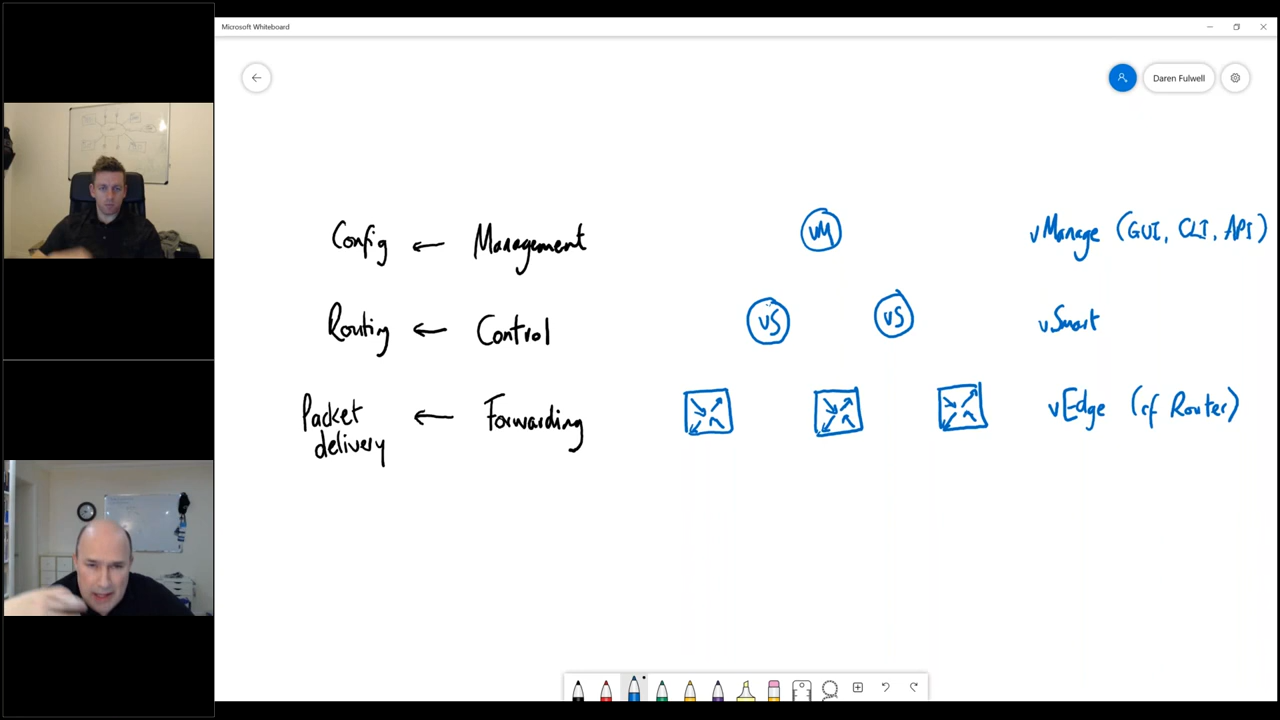 Microsoft Whiteboard
Daren Fulwell
Config ← Management
vM
vManage (GUI, CLI, API)
Routing ← Control
vS
vS
vSmart
Packet delivery ← Forwarding
vEdge (cf Router)